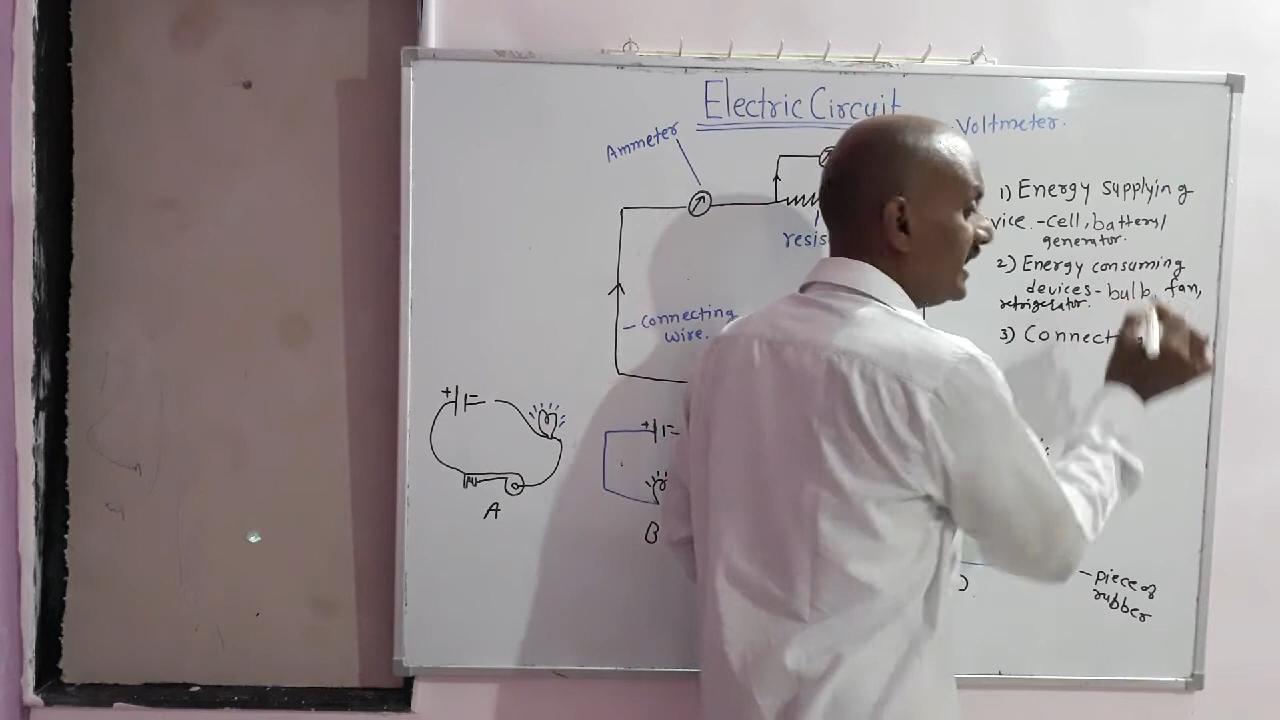 Electric Circuit
Ammeter
Voltmeter.
1) Energy supplying
vice.-cell, battery/
generator.
2) Energy consuming
devices-bulb, fan,
refrigerator.
3) Connect
resis
-Connecting
wire.
+
A
+
B
-piece of
rubber